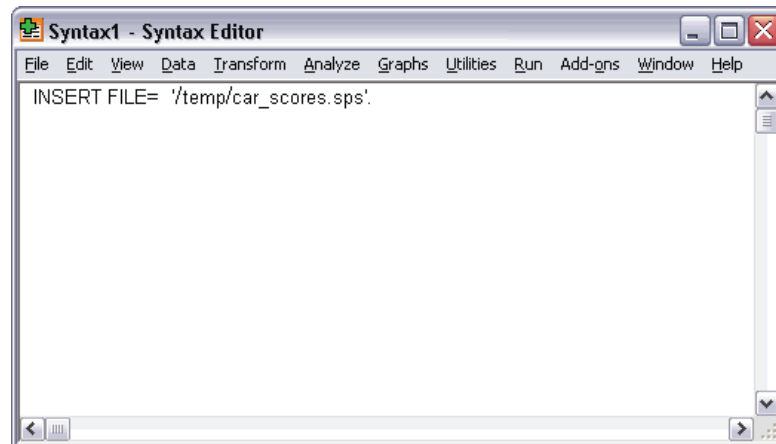 Syntax1 - Syntax Editor
File Edit View Data Transform Analyze Graphs Utilities Run Add-ons Window Help
INSERT FILE= '/temp/car_scores.sps'.